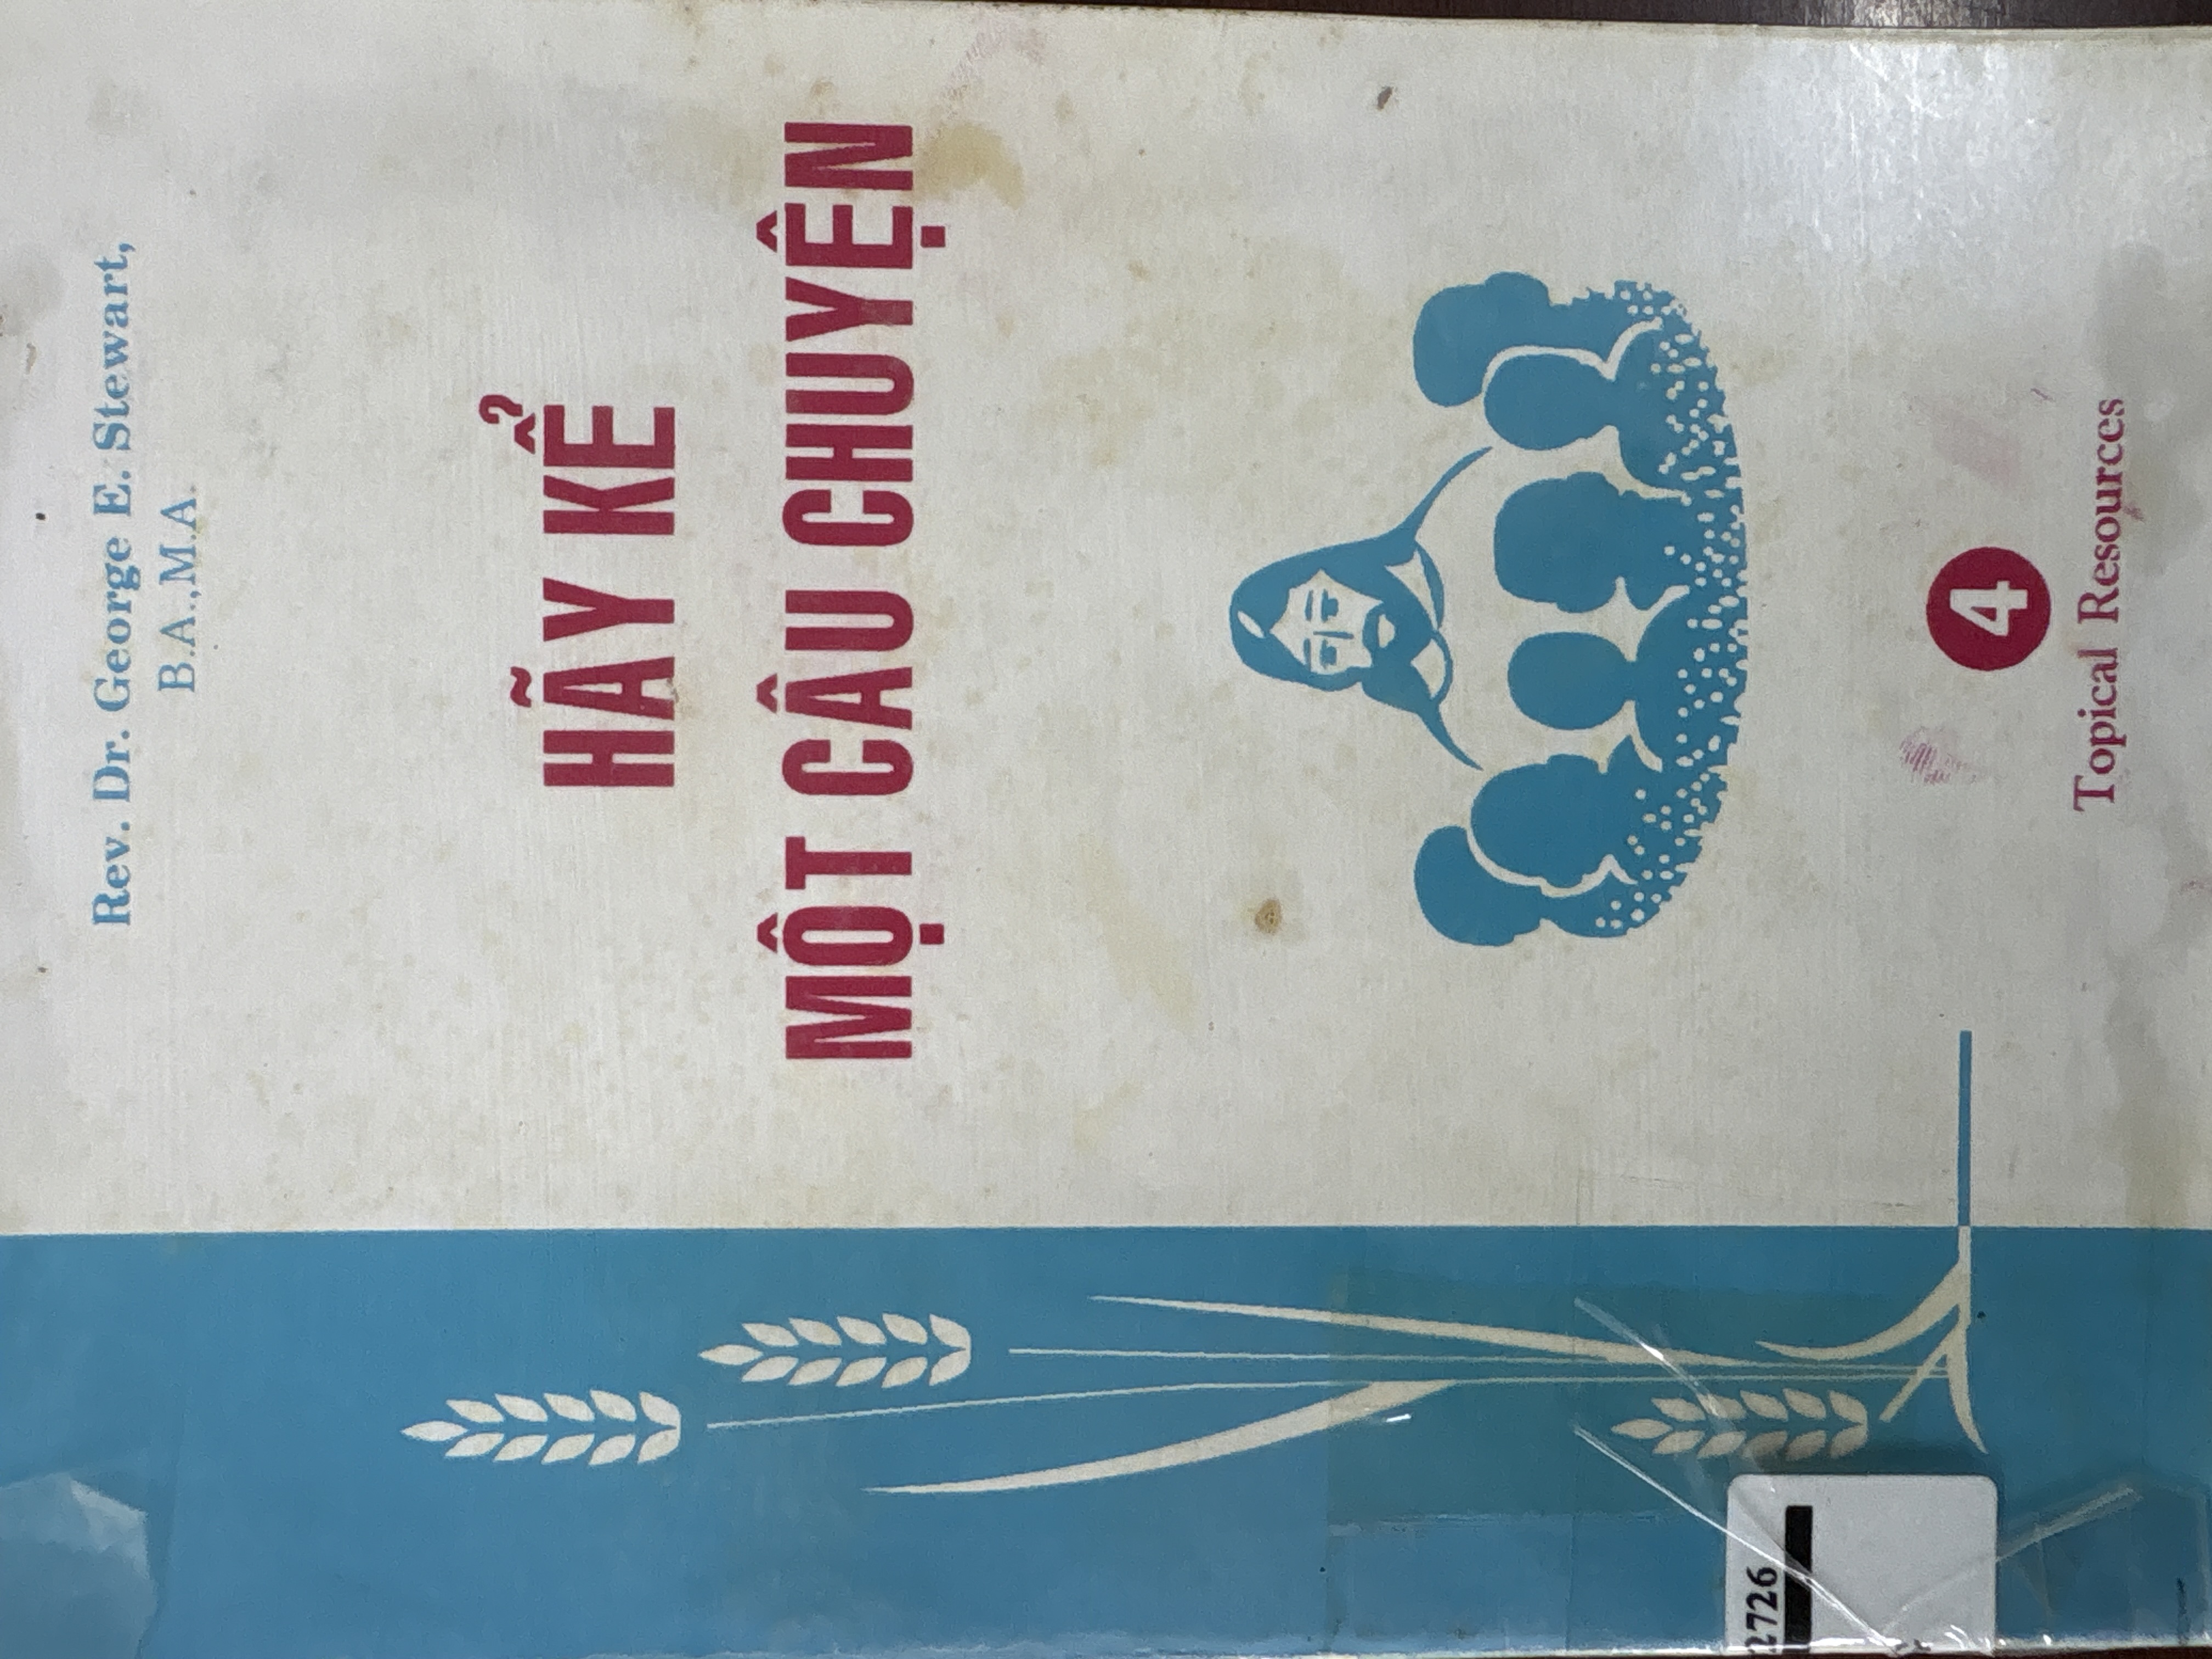 Rev. Dr. George E. Stewart,
B.A.,M.A.
HÃY KỂ
MỘT CÂU CHUYỆN
4
Topical Resources
2726